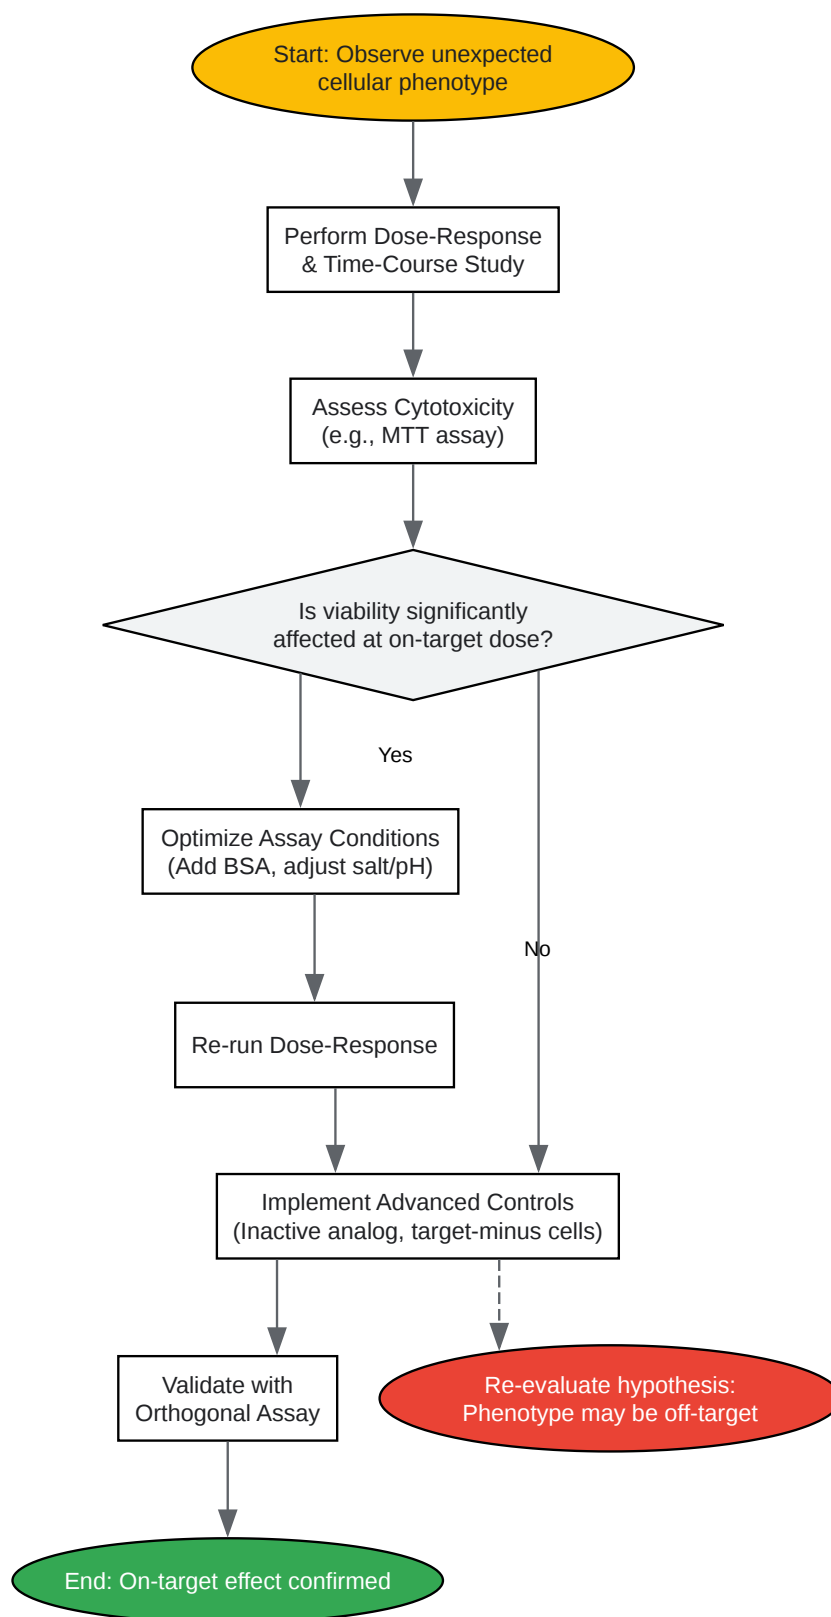 Start: Observe unexpected
cellular phenotype
Perform Dose-Response
& Time-Course Study
Assess Cytotoxicity
(e.g., MTT assay)
Is viability significantly
affected at on-target dose?
Yes
Optimize Assay Conditions
(Add BSA, adjust salt/pH)
No
Re-run Dose-Response
Implement Advanced Controls
(Inactive analog, target-minus cells)
Validate with
Orthogonal Assay
Re-evaluate hypothesis:
Phenotype may be off-target
End: On-target effect confirmed